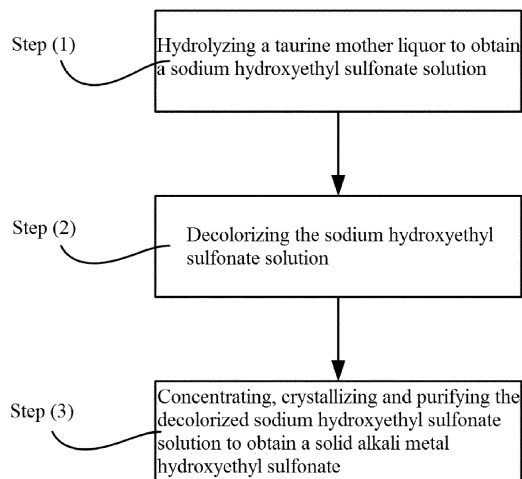 Step (1)
Hydrolyzing a taurine mother liquor to obtain
a sodium hydroxyethyl sulfonate solution
Step (2)
Decolorizing the sodium hydroxyethyl
sulfonate solution
Step (3)
Concentrating, crystallizing and purifying the
decolorized sodium hydroxyethyl sulfonate
solution to obtain a solid alkali metal
hydroxyethyl sulfonate